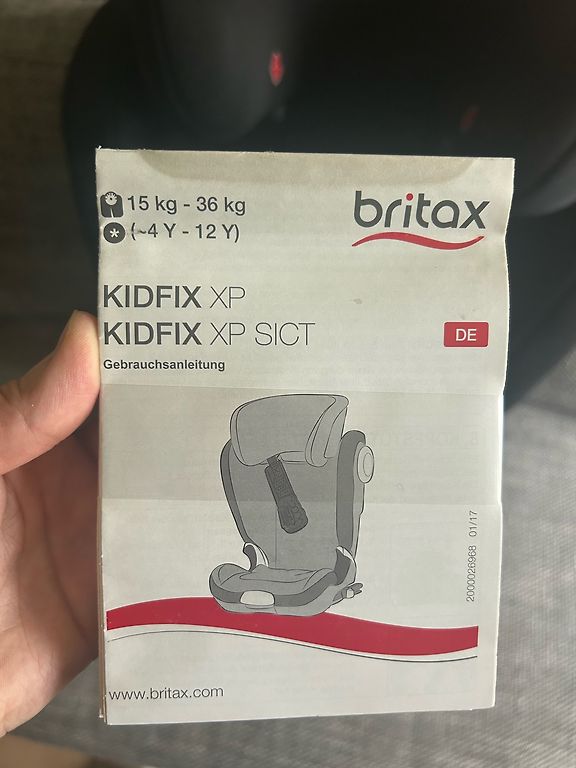 15 kg - 36 kg
(~4 Y - 12 Y)
britax
KIDFIX XP
KIDFIX XP SICT
DE
Gebrauchsanleitung
2000026968 01/17
www.britax.com